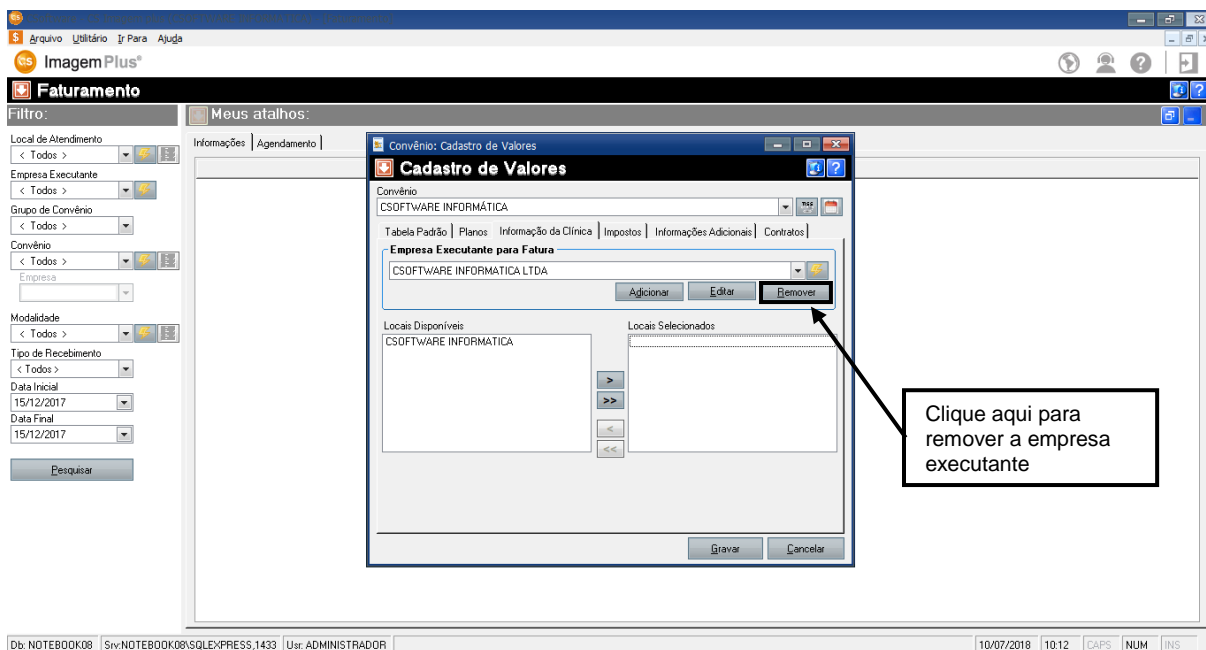 $ Arquivo Utilitário Ir Para Ajuda
cs ImagemPlus®
Faturamento
Filtro:
Meus atalhos:
Local de Atendimento
< Todos >
Empresa Executante
< Todos >
Grupo de Convênio
< Todos >
Convênio
< Todos >
Empresa
Modalidade
< Todos >
Tipo de Recebimento
< Todos >
Data Inicial
15/12/2017
Data Final
15/12/2017
Pesquisar
Informações Agendamento
Convênio: Cadastro de Valores
Cadastro de Valores
Convênio
CSOFTWARE INFORMÁTICA
Tabela Padrão Planos Informação da Clínica Impostos Informações Adicionais Contratos
Empresa Executante para Fatura
CSOFTWARE INFORMATICA LTDA
Adicionar Editar Remover
Locais Disponíveis Locais Selecionados
CSOFTWARE INFORMATICA
>
>>
<
<<
Gravar Cancelar
Clique aqui para
remover a empresa
executante
Db: NOTEBOOK08 Srv:NOTEBOOK08\SQLEXPRESS,1433 Usr: ADMINISTRADOR 10/07/2018 10:12 CAPS NUM INS